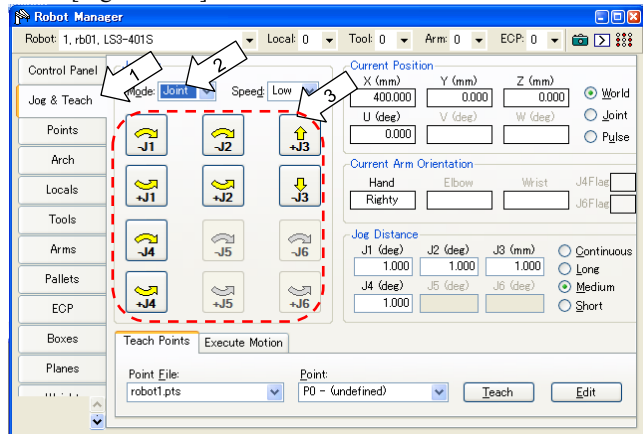 Robot Manager
Robot: 1, rb01, LS3-401S Local: 0 Tool: 0 Arm: 0 ECP: 0
Control Panel
Jog & Teach
Points
Arch
Locals
Tools
Arms
Pallets
ECP
Boxes
Planes
1
2
3
Mode: Joint Speed: Low
-J1 -J2 +J3
+J1 +J2 -J3
-J4 -J5 -J6
+J4 +J5 +J6
Current Position
X (mm) Y (mm) Z (mm)
400.000 0.000 0.000
U (deg) V (deg) W (deg)
0.000
World
Joint
Pulse
Current Arm Orientation
Hand Elbow Wrist J4Flag
Righty J6Flag
Jog Distance
J1 (deg) J2 (deg) J3 (mm)
1.000 1.000 1.000
J4 (deg) J5 (deg) J6 (deg)
1.000
Continuous
Long
Medium
Short
Teach Points Execute Motion
Point File: Point:
robot1.pts P0 - (undefined) Teach Edit